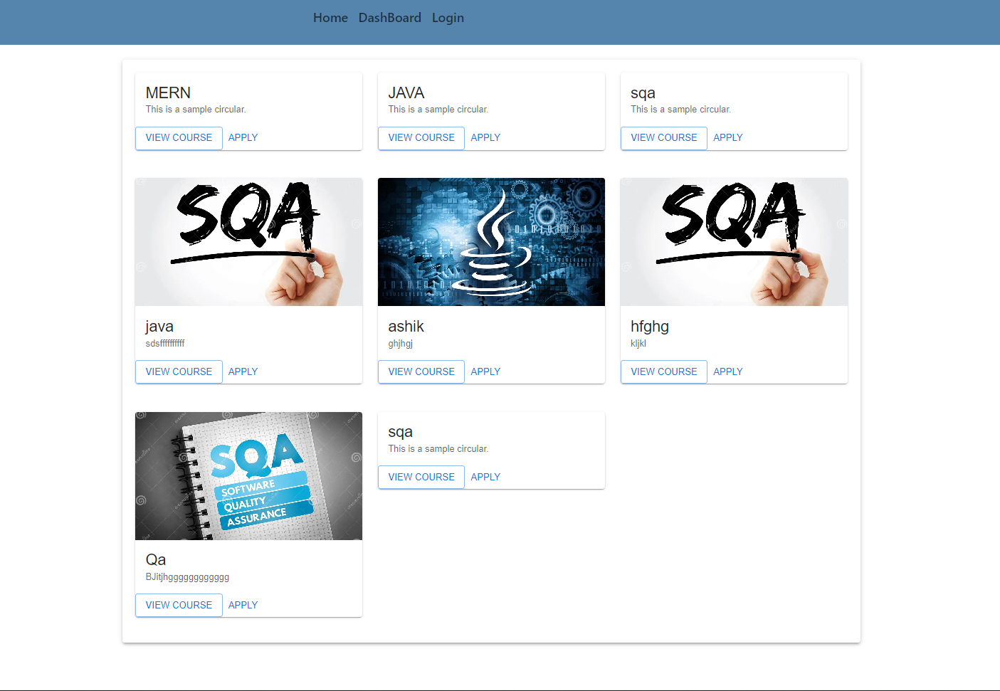 Home DashBoard Login
MERN
This is a sample circular.
VIEW COURSE APPLY
JAVA
This is a sample circular.
VIEW COURSE APPLY
sqa
This is a sample circular.
VIEW COURSE APPLY
SQA
java
sdsffffffffff
VIEW COURSE APPLY
ashik
ghjhgj
VIEW COURSE APPLY
SQA
hfghg
kljkl
VIEW COURSE APPLY
SQA
SOFTWARE
QUALITY
ASSURANCE
Qa
BJitjhgggggggggggg
VIEW COURSE APPLY
sqa
This is a sample circular.
VIEW COURSE APPLY